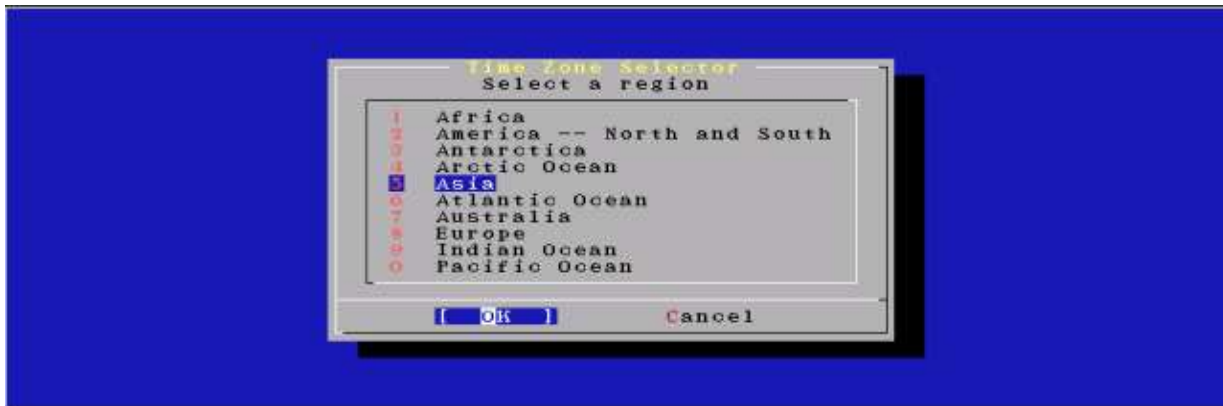 Time Zone Selector
Select a region
1 Africa
2 America -- North and South
3 Antarctica
4 Arctic Ocean
5 Asia
6 Atlantic Ocean
7 Australia
8 Europe
9 Indian Ocean
0 Pacific Ocean
[ OK ] Cancel